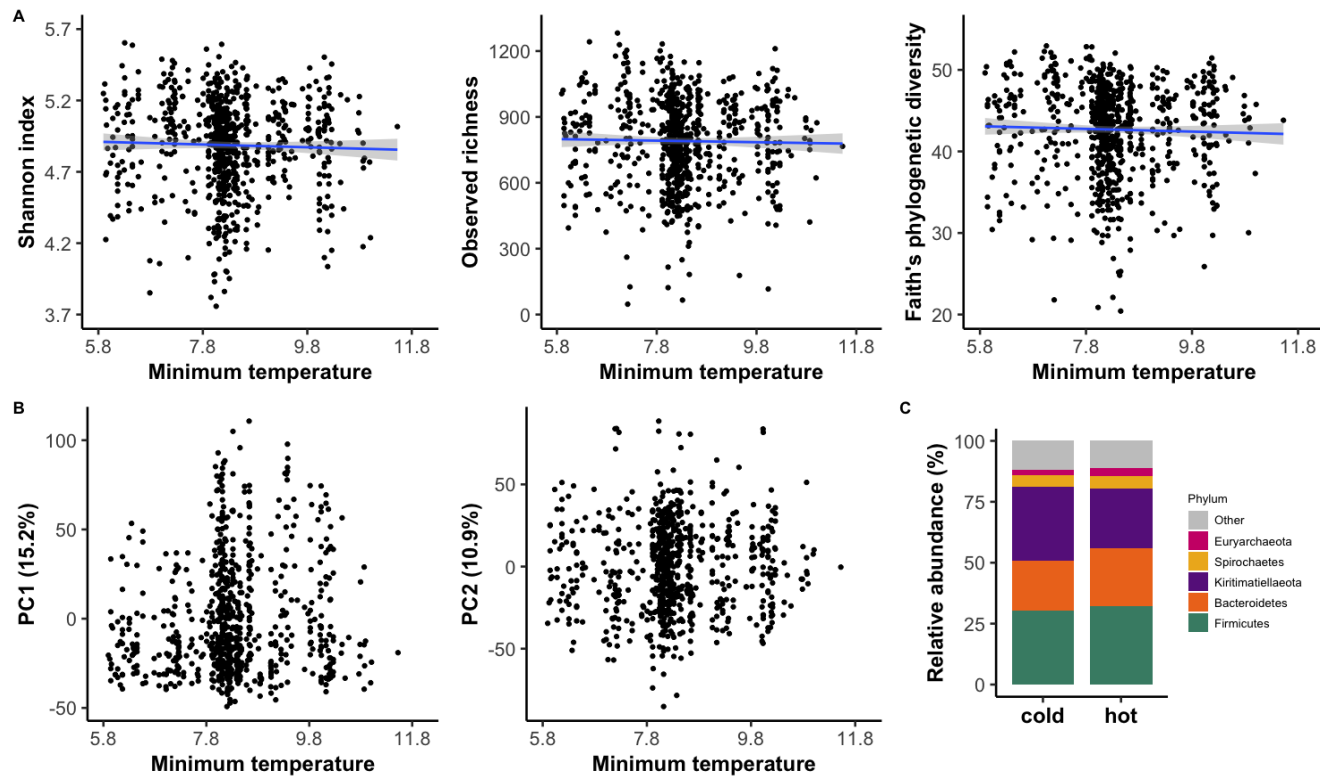 A
Shannon index
5.7
5.2
4.7
4.2
3.7
5.8 7.8 9.8 11.8
Minimum temperature
Observed richness
1200
900
600
300
0
5.8 7.8 9.8 11.8
Minimum temperature
Faith's phylogenetic diversity
50
40
30
20
5.8 7.8 9.8 11.8
Minimum temperature
B
PC1 (15.2%)
100
50
0
-50
5.8 7.8 9.8 11.8
Minimum temperature
PC2 (10.9%)
50
0
-50
5.8 7.8 9.8 11.8
Minimum temperature
C
Relative abundance (%)
100
75
50
25
0
cold hot
Phylum
Other
Euryarchaeota
Spirochaetes
Kiritimatiellaeota
Bacteroidetes
Firmicutes